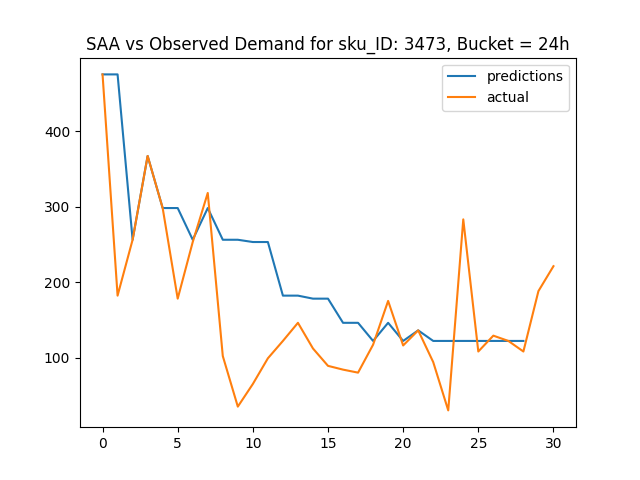 SAA vs Observed Demand for sku_ID: 3473, Bucket = 24h
predictions
actual
400
300
200
100
0 5 10 15 20 25 30